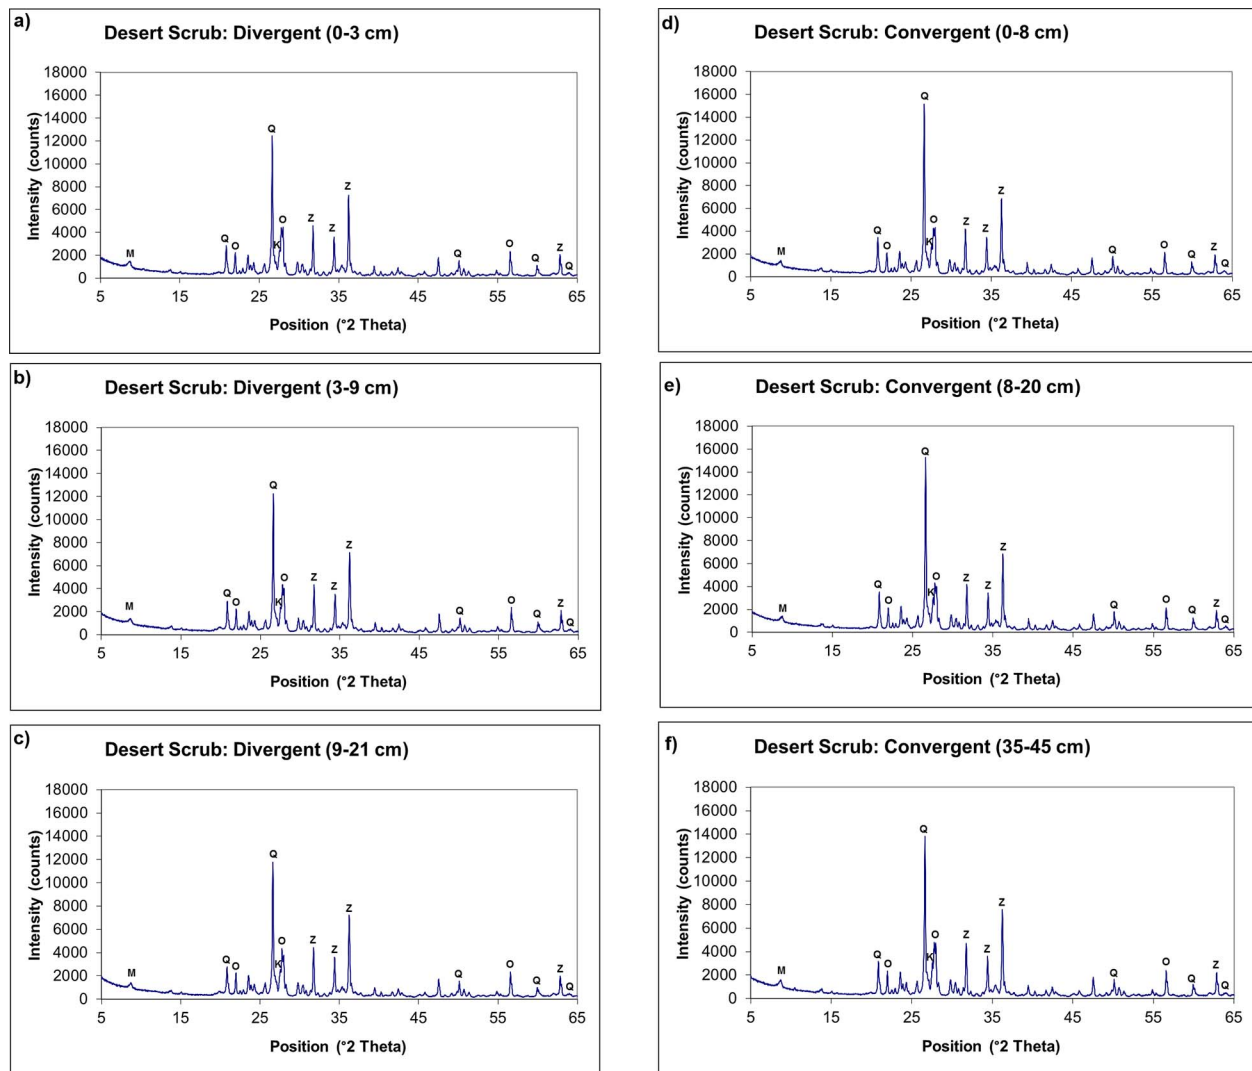 a)
Desert Scrub: Divergent (0-3 cm)
18000
16000
14000
12000
10000
8000
6000
4000
2000
0
Intensity (counts)
M
Q
O
Q
K
O
Z
Z
Z
Q
O
Q
Z
Q
5 15 25 35 45 55 65
Position (°2 Theta)
b)
Desert Scrub: Divergent (3-9 cm)
18000
16000
14000
12000
10000
8000
6000
4000
2000
0
Intensity (counts)
M
Q
O
Q
K
O
Z
Z
Z
Q
O
Q
Z
Q
5 15 25 35 45 55 65
Position (°2 Theta)
c)
Desert Scrub: Divergent (9-21 cm)
18000
16000
14000
12000
10000
8000
6000
4000
2000
0
Intensity (counts)
M
Q
O
Q
K
O
Z
Z
Z
Q
O
Q
Z
Q
5 15 25 35 45 55 65
Position (°2 Theta)
d)
Desert Scrub: Convergent (0-8 cm)
18000
16000
14000
12000
10000
8000
6000
4000
2000
0
Intensity (counts)
M
Q
O
Q
K
O
Z
Z
Z
Q
O
Q
Z
Q
5 15 25 35 45 55 65
Position (°2 Theta)
e)
Desert Scrub: Convergent (8-20 cm)
18000
16000
14000
12000
10000
8000
6000
4000
2000
0
Intensity (counts)
M
Q
O
Q
K
O
Z
Z
Z
Q
O
Q
Z
Q
5 15 25 35 45 55 65
Position (°2 Theta)
f)
Desert Scrub: Convergent (35-45 cm)
18000
16000
14000
12000
10000
8000
6000
4000
2000
0
Intensity (counts)
M
Q
O
Q
K
O
Z
Z
Z
Q
O
Q
Z
Q
5 15 25 35 45 55 65
Position (°2 Theta)